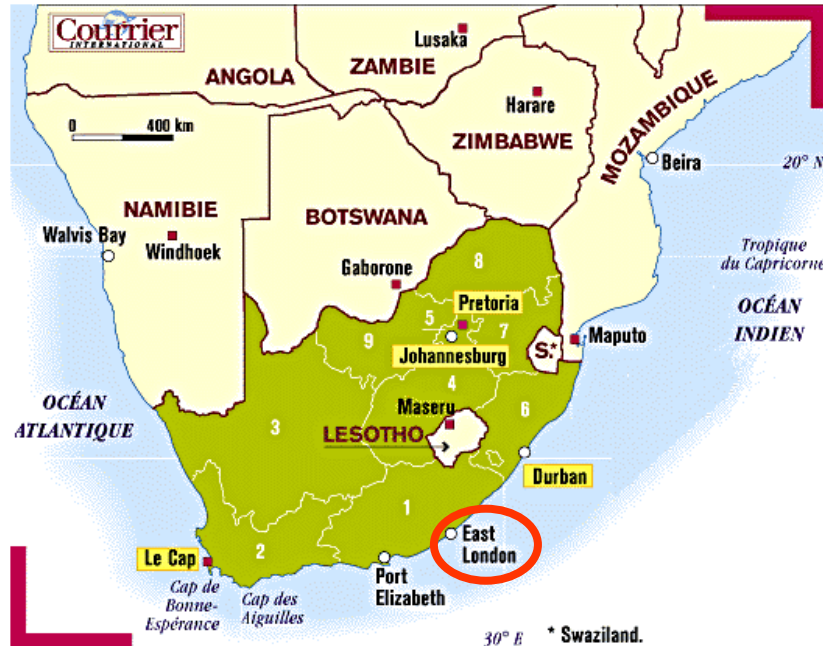 Courrier
INTERNATIONAL
Lusaka
ANGOLA
ZAMBIE
Harare
0 400 km
ZIMBABWE
MOZAMBIQUE
Beira
20° N
NAMIBIE
BOTSWANA
Walvis Bay
Windhoek
Tropique
du Capricorne
Gaborone
8
Pretoria
OCÉAN
INDIEN
5
7
9
Johannesburg
S.*
Maputo
4
OCÉAN
ATLANTIQUE
3
Maseru
6
LESOTHO
Durban
1
East
London
2
Le Cap
Port
Elizabeth
Cap de
Bonne-
Espérance
Cap des
Aiguilles
30° E
* Swaziland.